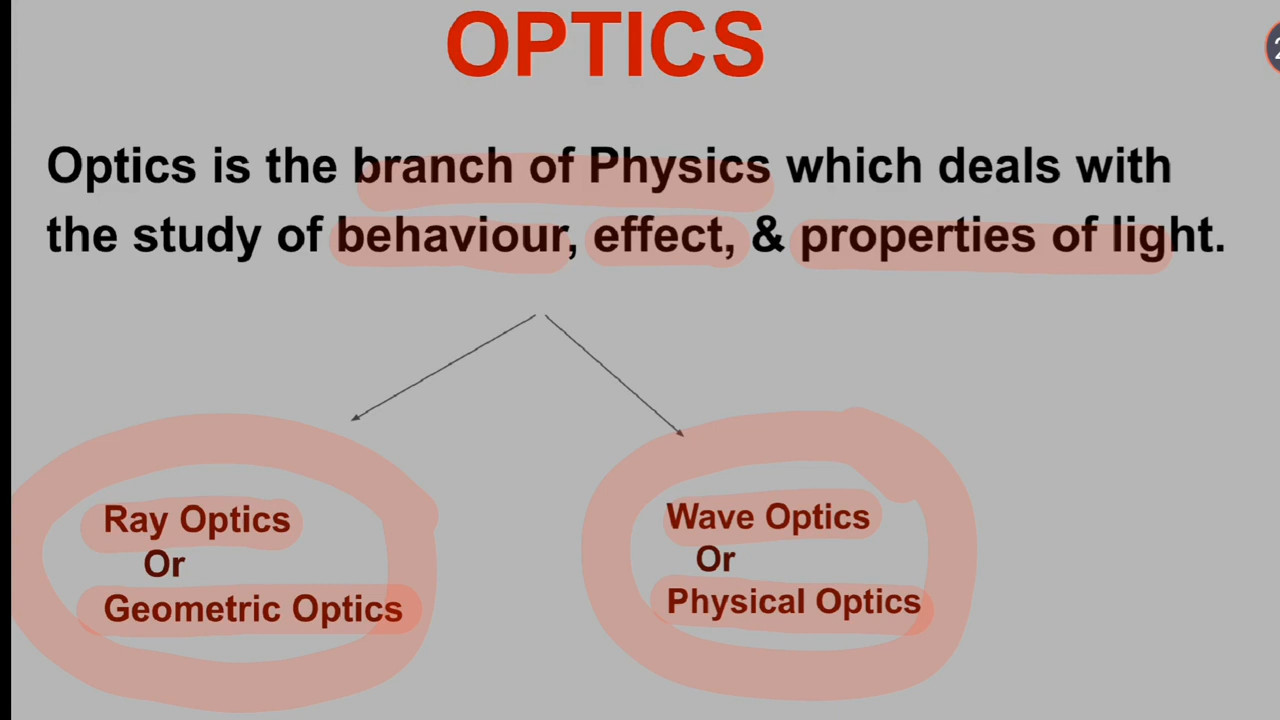 OPTICS
Optics is the branch of Physics which deals with
the study of behaviour, effect, & properties of light.
Ray Optics
Or
Geometric Optics
Wave Optics
Or
Physical Optics